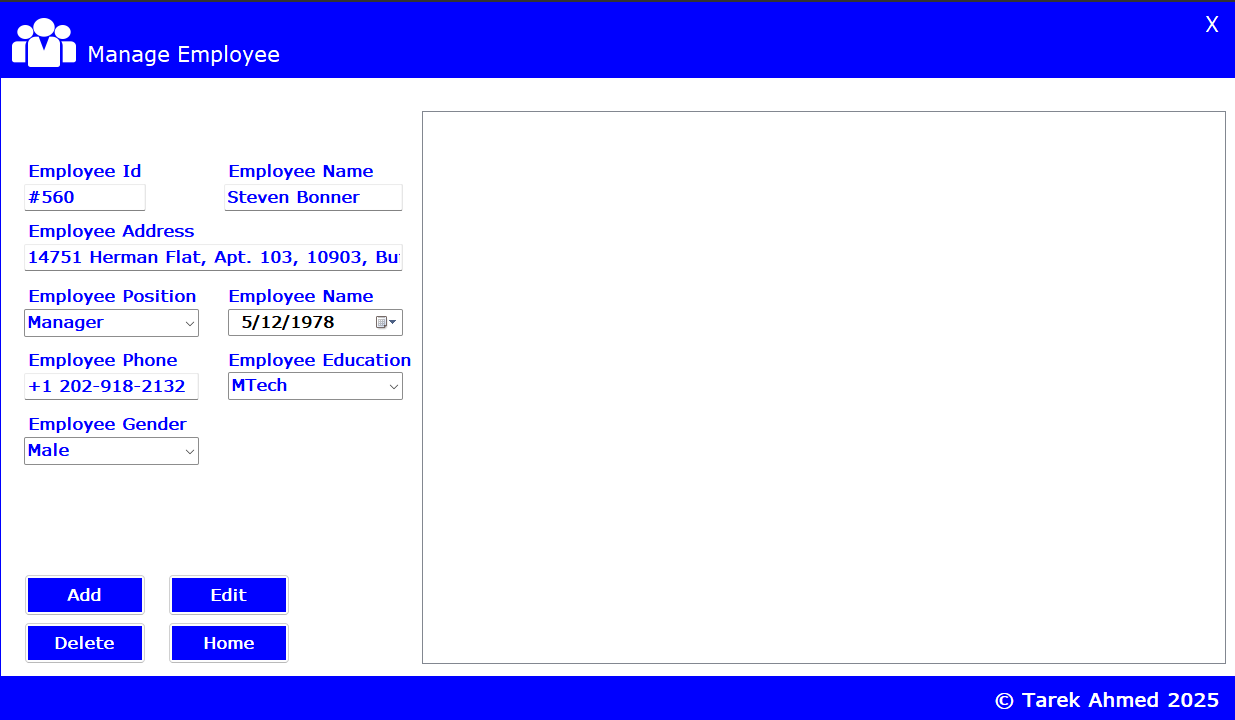 X
Manage Employee
Employee Id Employee Name
#560 Steven Bonner
Employee Address
14751 Herman Flat, Apt. 103, 10903, Bu
Employee Position Employee Name
Manager 5/12/1978
Employee Phone Employee Education
+1 202-918-2132 MTech
Employee Gender
Male
Add Edit
Delete Home
© Tarek Ahmed 2025